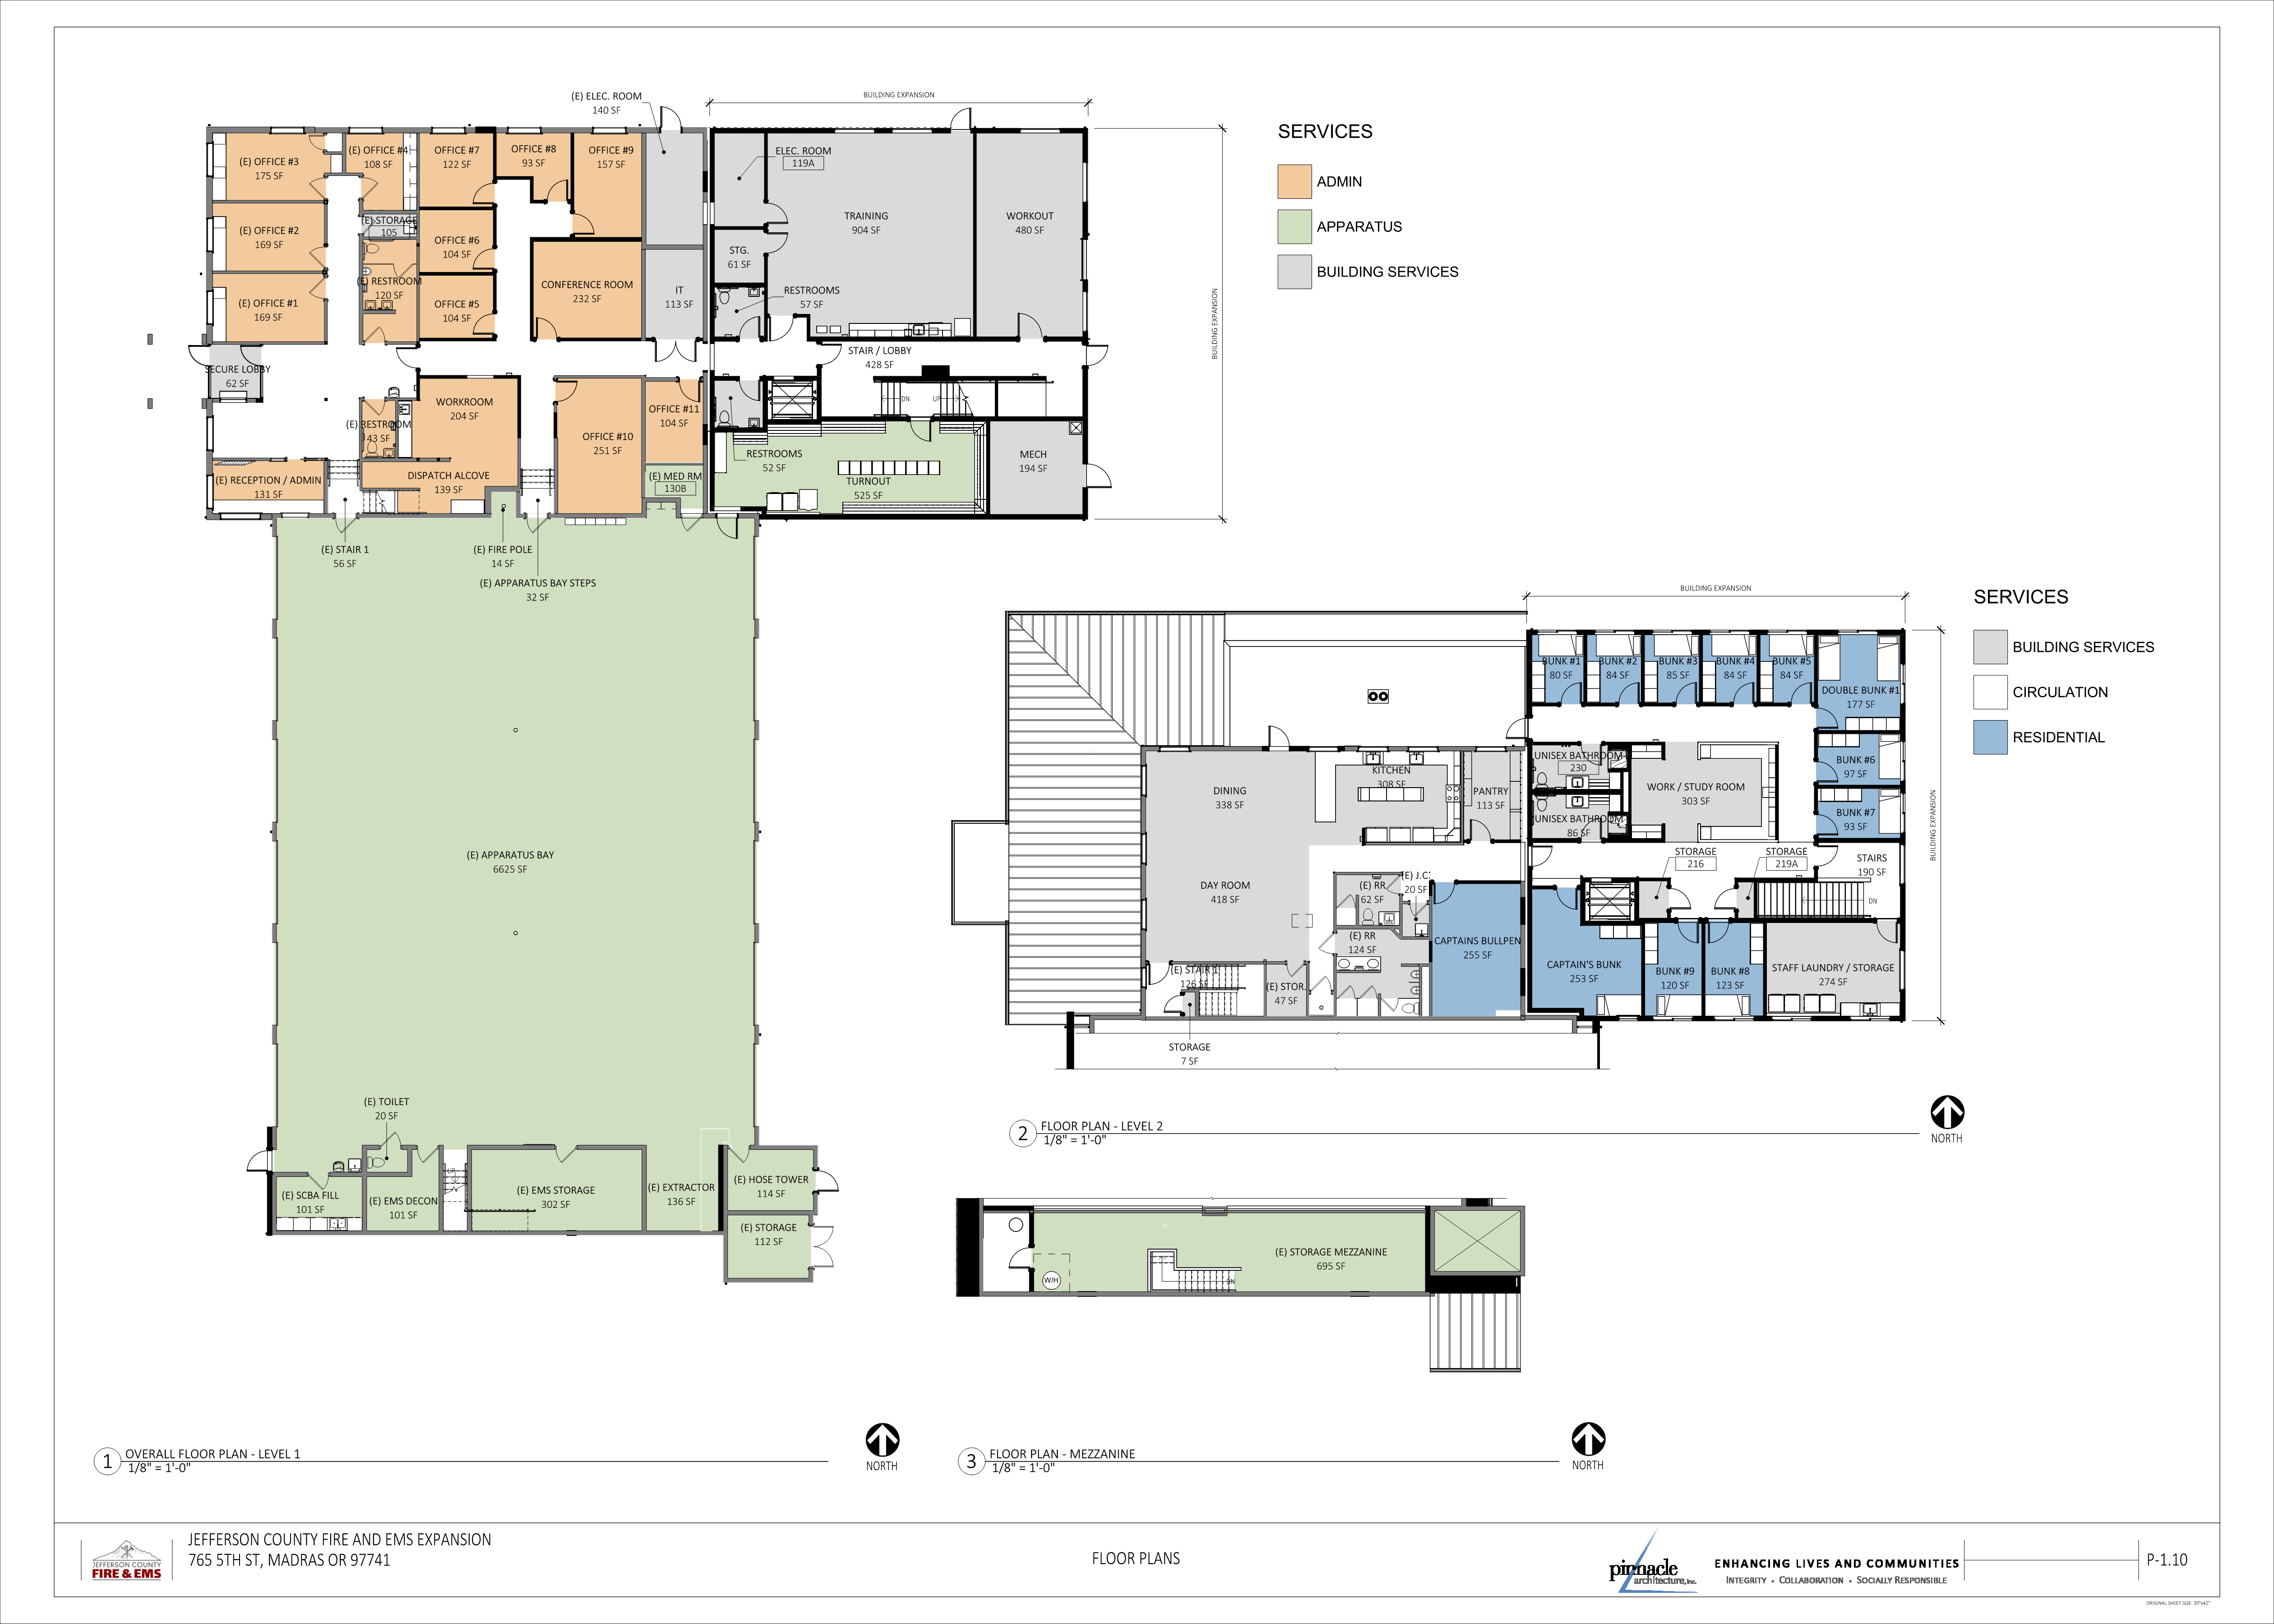 (E) ELEC. ROOM
140 SF
BUILDING EXPANSION
(E) OFFICE #3
175 SF
(E) OFFICE #4
108 SF
OFFICE #7
122 SF
OFFICE #8
93 SF
OFFICE #9
157 SF
ELEC. ROOM
119A
TRAINING
904 SF
WORKOUT
480 SF
(E) OFFICE #2
169 SF
(E) STORAGE
105
OFFICE #6
104 SF
STG.
61 SF
(E) OFFICE #1
169 SF
(E) RESTROOM
120 SF
OFFICE #5
104 SF
CONFERENCE ROOM
232 SF
IT
113 SF
RESTROOMS
57 SF
BUILDING EXPANSION
SECURE LOBBY
62 SF
STAIR / LOBBY
428 SF
DN
UP
(E) RESTROOM
43 SF
WORKROOM
204 SF
OFFICE #10
251 SF
OFFICE #11
104 SF
RESTROOMS
52 SF
TURNOUT
525 SF
MECH
194 SF
(E) RECEPTION / ADMIN
131 SF
DISPATCH ALCOVE
139 SF
(E) MED RM
130B
(E) STAIR 1
56 SF
(E) FIRE POLE
14 SF
(E) APPARATUS BAY STEPS
32 SF
(E) APPARATUS BAY
6625 SF
(E) TOILET
20 SF
UP
(E) SCBA FILL
101 SF
(E) EMS DECON
101 SF
(E) EMS STORAGE
302 SF
(E) EXTRACTOR
136 SF
(E) HOSE TOWER
114 SF
(E) STORAGE
112 SF
1
OVERALL FLOOR PLAN - LEVEL 1
1/8" = 1'-0"
NORTH
SERVICES
ADMIN
APPARATUS
BUILDING SERVICES
BUILDING EXPANSION
BUNK #1
80 SF
BUNK #2
84 SF
BUNK #3
85 SF
BUNK #4
84 SF
BUNK #5
84 SF
DOUBLE BUNK #1
177 SF
DINING
338 SF
KITCHEN
308 SF
PANTRY
113 SF
UNISEX BATHROOM
230
UNISEX BATHROOM
86 SF
WORK / STUDY ROOM
303 SF
BUNK #6
97 SF
BUNK #7
93 SF
BUILDING EXPANSION
STORAGE
216
STORAGE
219A
STAIRS
190 SF
DN
DAY ROOM
418 SF
(E) RR
62 SF
(E) J.C.
20 SF
(E) RR
124 SF
CAPTAINS BULLPEN
255 SF
CAPTAIN'S BUNK
253 SF
BUNK #9
120 SF
BUNK #8
123 SF
STAFF LAUNDRY / STORAGE
274 SF
(E) STAIR 1
126 SF
(E) STOR.
47 SF
STORAGE
7 SF
2
FLOOR PLAN - LEVEL 2
1/8" = 1'-0"
NORTH
SERVICES
BUILDING SERVICES
CIRCULATION
RESIDENTIAL
(E) STORAGE MEZZANINE
695 SF
W/H
DN
3
FLOOR PLAN - MEZZANINE
1/8" = 1'-0"
NORTH
JEFFERSON COUNTY
FIRE & EMS
JEFFERSON COUNTY FIRE AND EMS EXPANSION
765 5TH ST, MADRAS OR 97741
FLOOR PLANS
pinnacle
architecture, inc.
ENHANCING LIVES AND COMMUNITIES
INTEGRITY • COLLABORATION • SOCIALLY RESPONSIBLE
P-1.10
ORIGINAL SHEET SIZE: 30"x42"